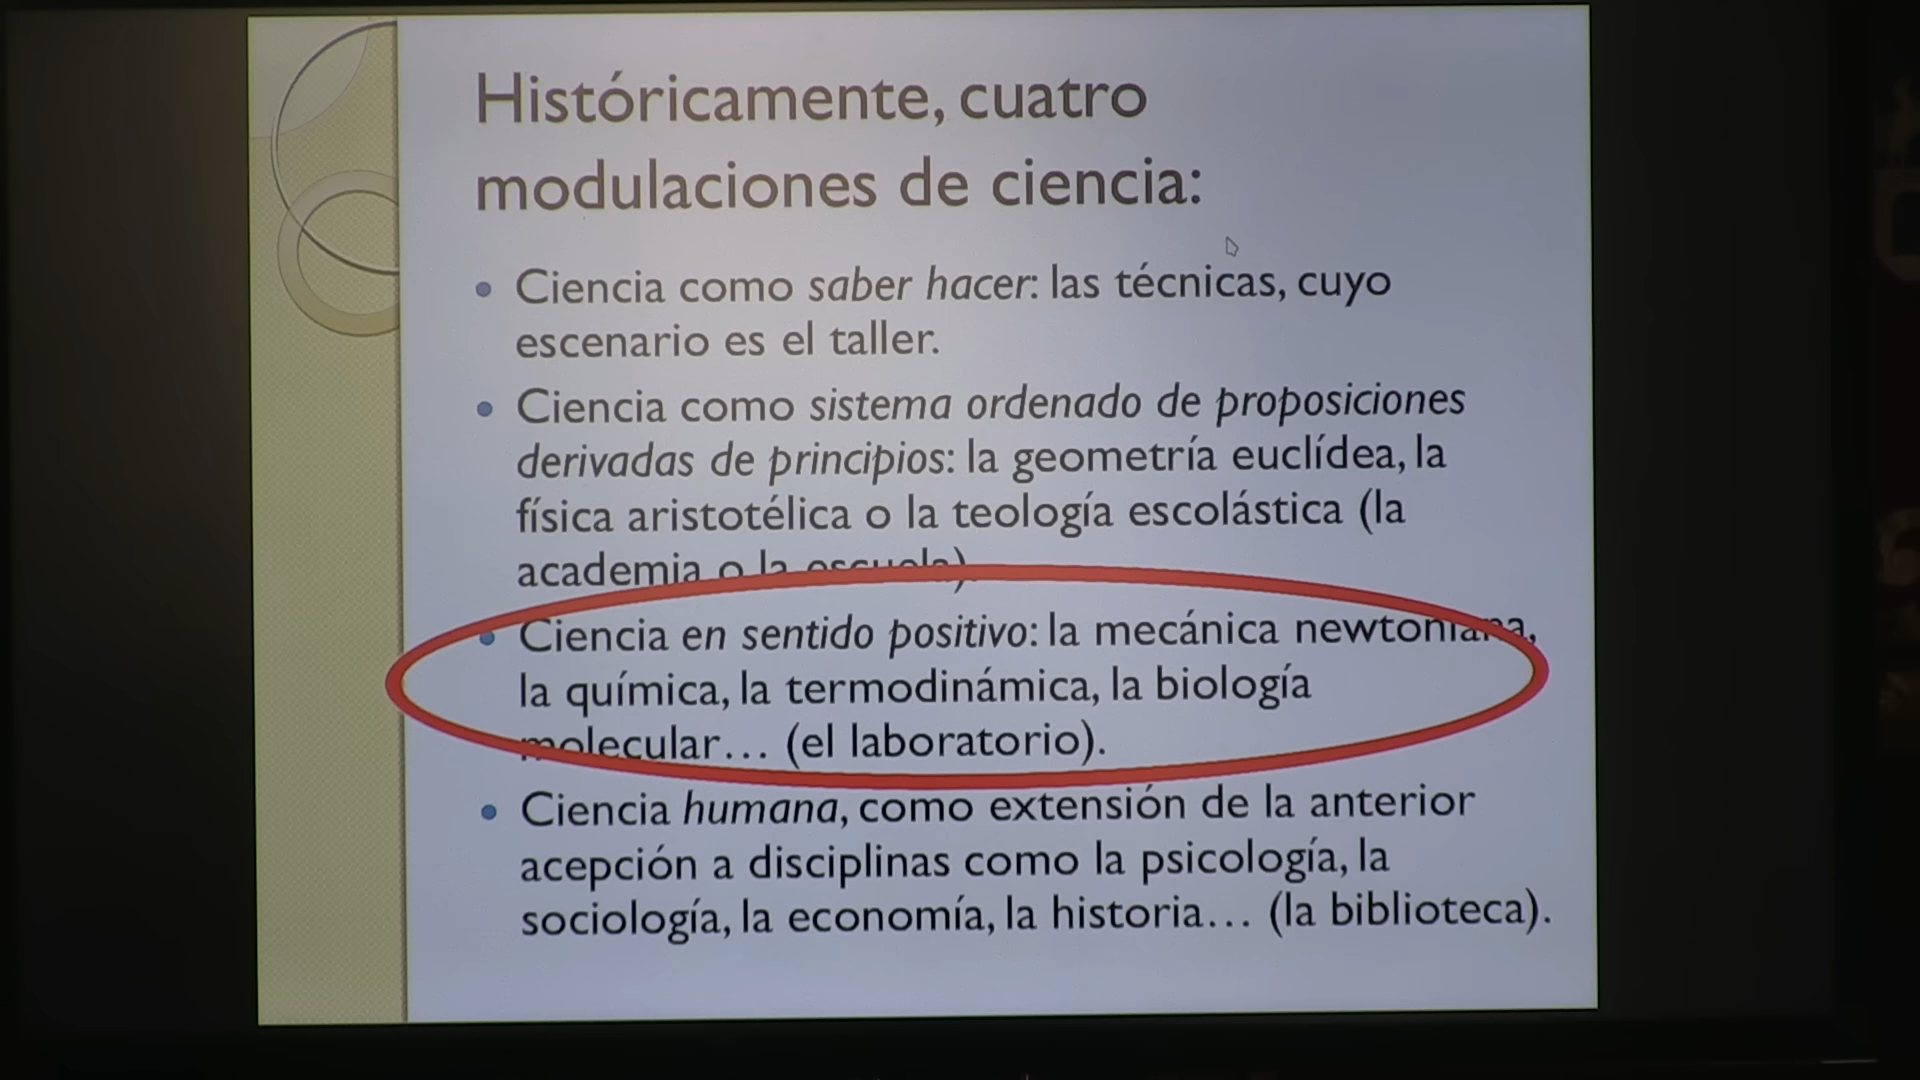 Históricamente, cuatro
modulaciones de ciencia:
• Ciencia como saber hacer: las técnicas, cuyo
escenario es el taller.
• Ciencia como sistema ordenado de proposiciones
derivadas de principios: la geometría euclídea, la
física aristotélica o la teología escolástica (la
academia o la escuela)
• Ciencia en sentido positivo: la mecánica newtoniana,
la química, la termodinámica, la biología
molecular… (el laboratorio).
• Ciencia humana, como extensión de la anterior
acepción a disciplinas como la psicología, la
sociología, la economía, la historia… (la biblioteca).